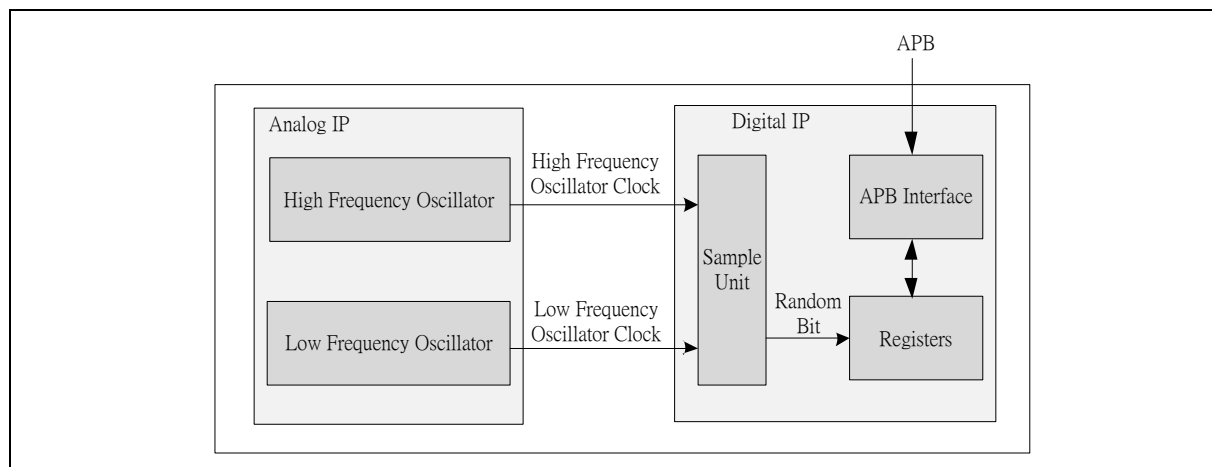 APB
Analog IP
Digital IP
High Frequency Oscillator
High Frequency
Oscillator Clock
Sample
Unit
APB Interface
Low Frequency Oscillator
Low Frequency
Oscillator Clock
Random
Bit
Registers